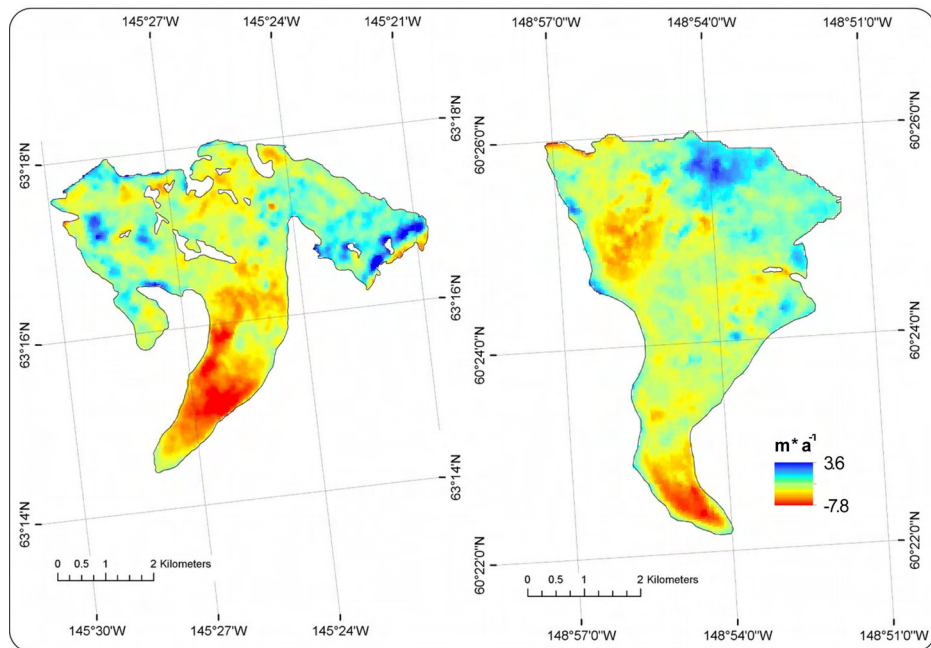 145°27'W 145°24'W 145°21'W 148°57'0"W 148°54'0"W 148°51'0"W
63°18'N
63°18'N
60°26'0"N
60°26'0"N
63°16'N
63°16'N
60°24'0"N
60°24'0"N
m* a⁻¹
3.6
-7.8
63°14'N
63°14'N
60°22'0"N
60°22'0"N
0 0.5 1 2 Kilometers
0 0.5 1 2 Kilometers
145°30'W 145°27'W 145°24'W 148°57'0"W 148°54'0"W 148°51'0"W